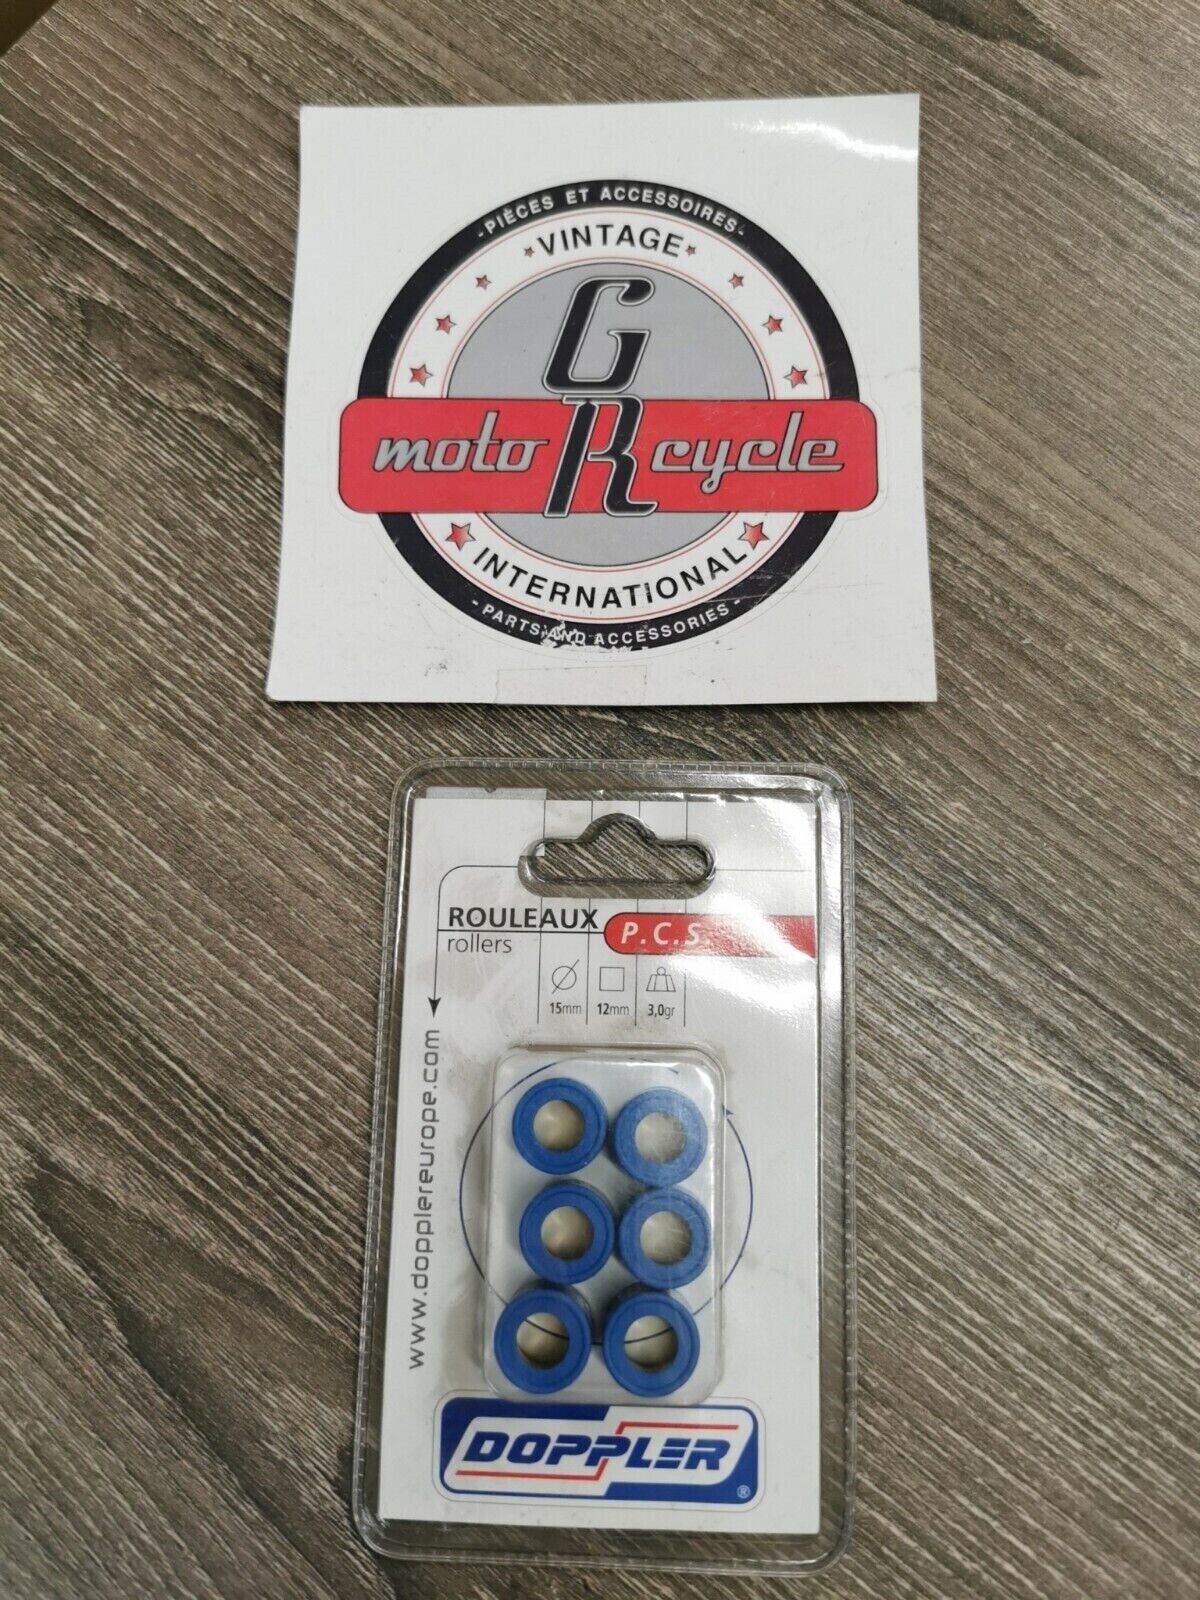 -PIÈCES ET ACCESSOIRES-
VINTAGE
G
moto R cycle
INTERNATIONAL
- PARTS AND ACCESSORIES -
ROULEAUX
rollers
P.C.S.
15mm 12mm 3,0gr
www.dopplereurope.com
DOPPLER
®